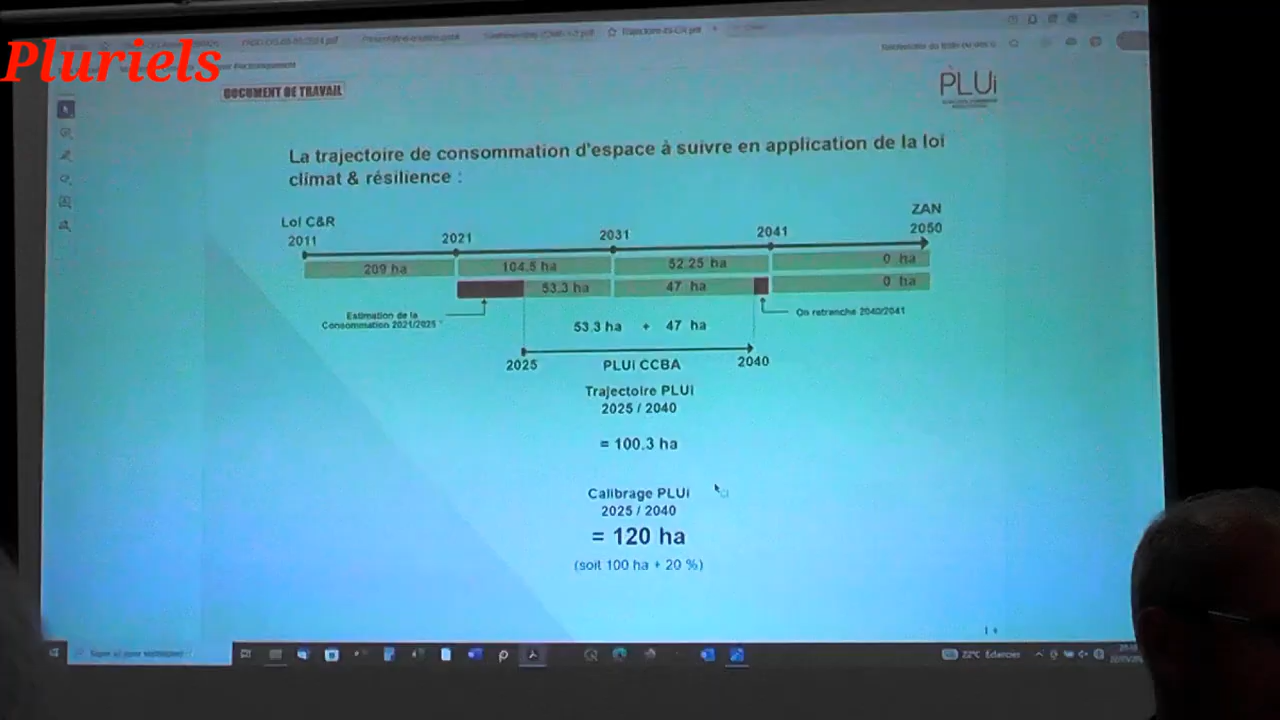 Pluriels
DOCUMENT DE TRAVAIL
PLUi
La trajectoire de consommation d'espace à suivre en application de la loi
climat & résilience :
Loi C&R
ZAN
2011
2021
2031
2041
2050
209 ha
104.5 ha
52.25 ha
0 ha
53.3 ha
47 ha
0 ha
Estimation de la
Consommation 2021/2025
On retranche 2040/2041
53.3 ha + 47 ha
2025
PLUi CCBA
2040
Trajectoire PLUi
2025 / 2040
= 100.3 ha
Calibrage PLUi
2025 / 2040
= 120 ha
(soit 100 ha + 20 %)
22°C Éclaircies